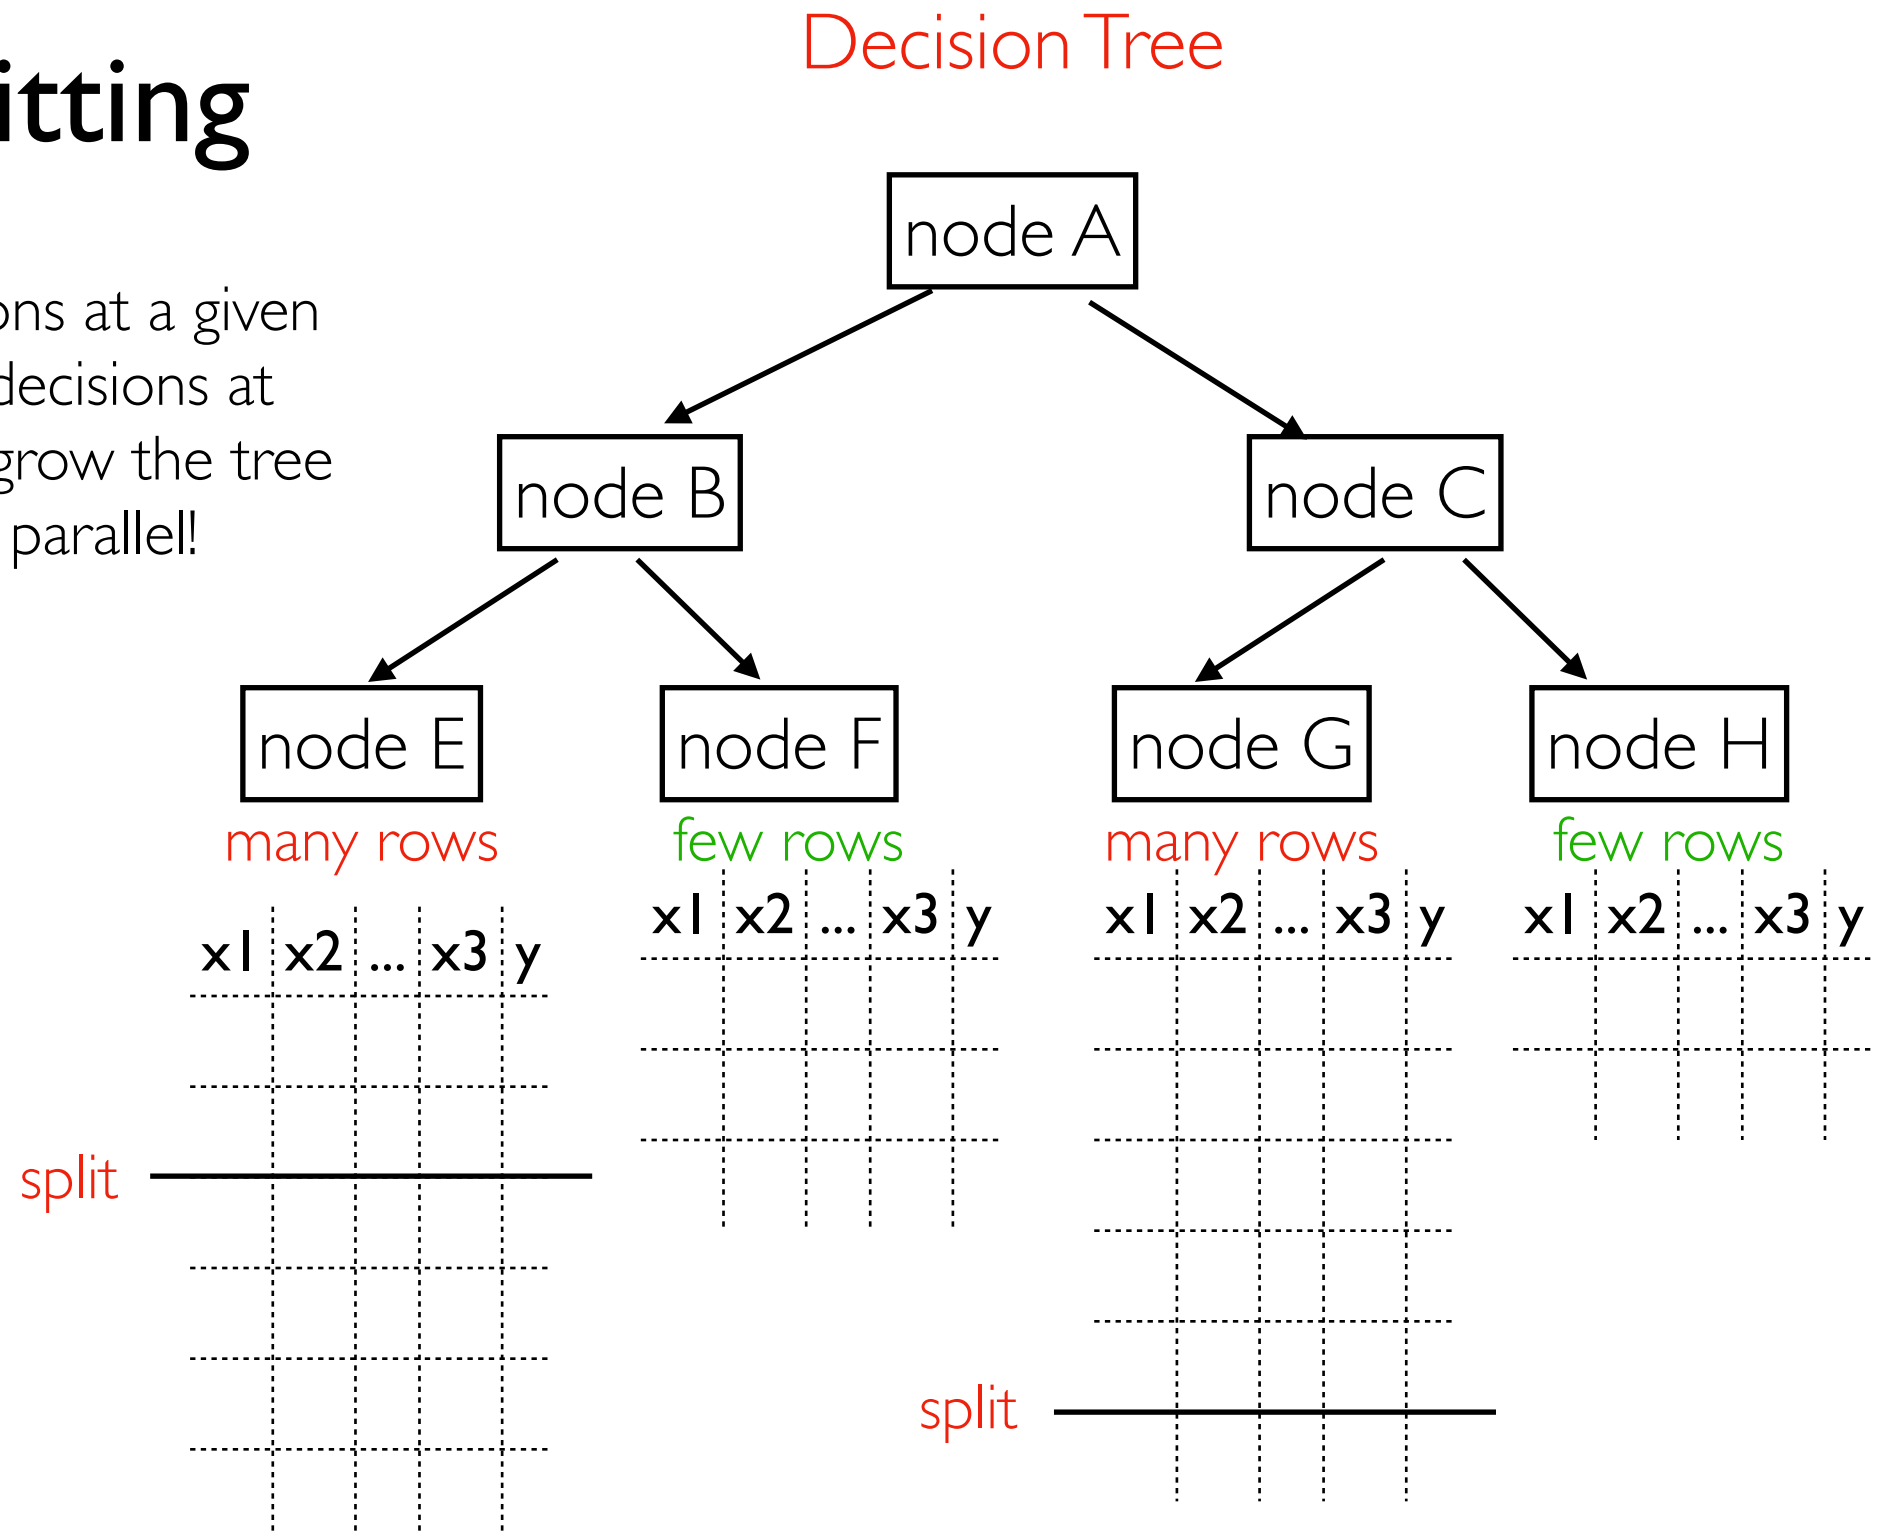 Decision Tree
itting
ons at a given
decisions at
grow the tree
parallel!
node A
node B
node C
node E
node F
node G
node H
many rows
few rows
many rows
few rows
x1 x2 ... x3 y
x1 x2 ... x3 y
x1 x2 ... x3 y
x1 x2 ... x3 y
split
split